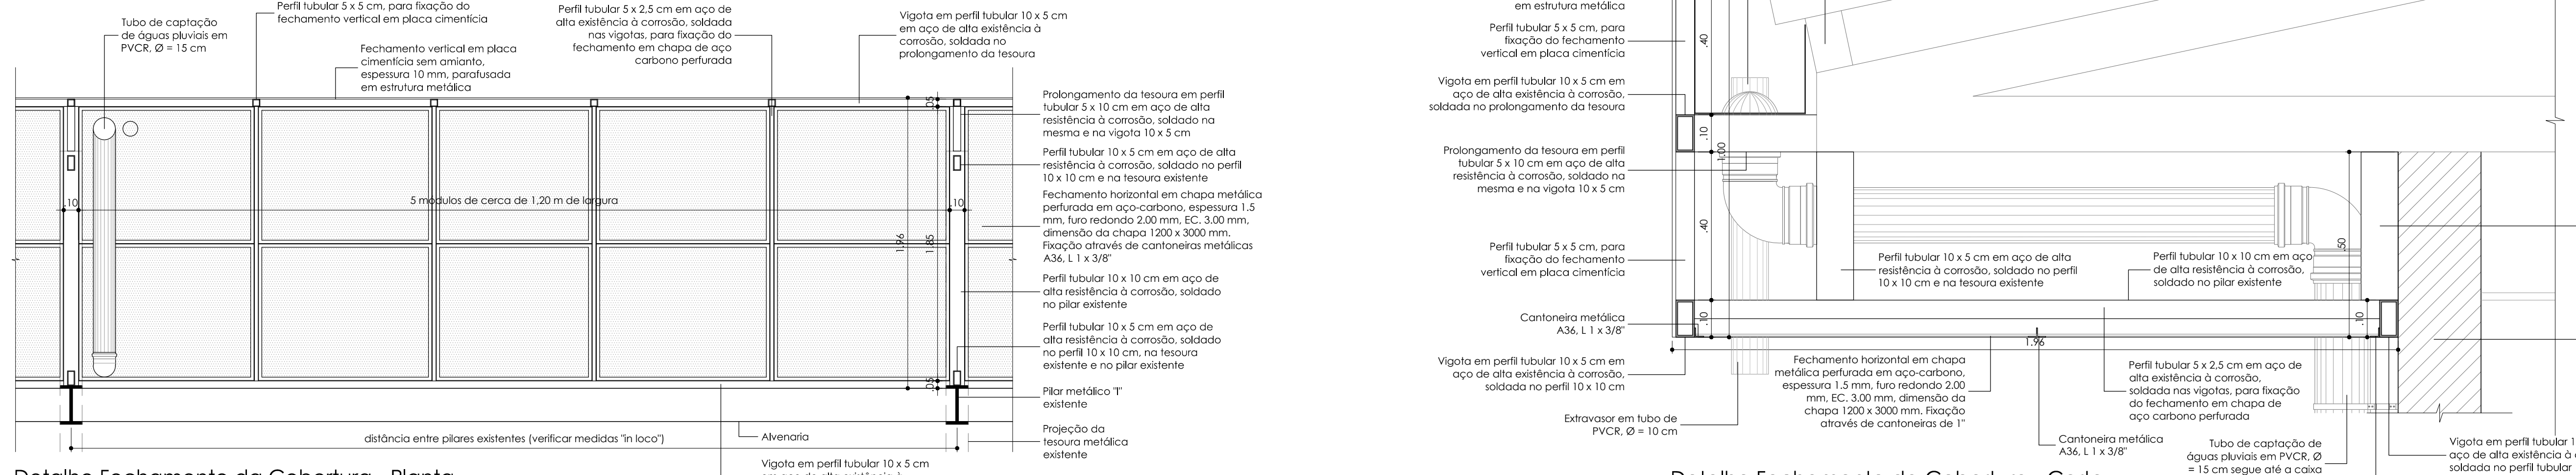 Tubo de captação
de águas pluviais em
PVCR, Ø = 15 cm
Perfil tubular 5 x 5 cm, para fixação do
fechamento vertical em placa cimentícia
Fechamento vertical em placa
cimentícia sem amianto,
espessura 10 mm, parafusada
em estrutura metálica
Perfil tubular 5 x 2,5 cm em aço de
alta existência à corrosão, soldada
nas vigotas, para fixação do
fechamento em chapa de aço
carbono perfurada
Vigota em perfil tubular 10 x 5 cm
em aço de alta existência à
corrosão, soldada no
prolongamento da tesoura
.10
5 módulos de cerca de 1,20 m de largura
.10
1.96
1.85
.05
.05
Prolongamento da tesoura em perfil
tubular 5 x 10 cm em aço de alta
resistência à corrosão, soldado na
mesma e na vigota 10 x 5 cm
Perfil tubular 10 x 5 cm em aço de alta
resistência à corrosão, soldado no perfil
10 x 10 cm e na tesoura existente
Fechamento horizontal em chapa metálica
perfurada em aço-carbono, espessura 1.5
mm, furo redondo 2.00 mm, EC. 3.00 mm,
dimensão da chapa 1200 x 3000 mm.
Fixação através de cantoneiras metálicas
A36, L 1 x 3/8"
Perfil tubular 10 x 10 cm em aço de
alta resistência à corrosão, soldado
no pilar existente
Perfil tubular 10 x 5 cm em aço de
alta resistência à corrosão, soldado
no perfil 10 x 10 cm, na tesoura
existente e no pilar existente
Pilar metálico "I"
existente
Projeção da
tesoura metálica
existente
distância entre pilares existentes (verificar medidas "in loco")
Alvenaria
Vigota em perfil tubular 10 x 5 cm
Detalhe Fechamento da Cobertura - Planta
em estrutura metálica
Perfil tubular 5 x 5 cm, para
fixação do fechamento
vertical em placa cimentícia
Vigota em perfil tubular 10 x 5 cm em
aço de alta existência à corrosão,
soldada no prolongamento da tesoura
Prolongamento da tesoura em perfil
tubular 5 x 10 cm em aço de alta
resistência à corrosão, soldado na
mesma e na vigota 10 x 5 cm
Perfil tubular 5 x 5 cm, para
fixação do fechamento
vertical em placa cimentícia
Cantoneira metálica
A36, L 1 x 3/8"
Vigota em perfil tubular 10 x 5 cm em
aço de alta existência à corrosão,
soldada no perfil 10 x 10 cm
Extravasor em tubo de
PVCR, Ø = 10 cm
.40
.10
1.00
.40
.10
.50
.10
1.96
Perfil tubular 10 x 5 cm em aço de alta
resistência à corrosão, soldado no perfil
10 x 10 cm e na tesoura existente
Perfil tubular 10 x 10 cm em aço
de alta resistência à corrosão,
soldado no pilar existente
Fechamento horizontal em chapa
metálica perfurada em aço-carbono,
espessura 1.5 mm, furo redondo 2.00
mm, EC. 3.00 mm, dimensão da
chapa 1200 x 3000 mm. Fixação
através de cantoneiras de 1"
Perfil tubular 5 x 2,5 cm em aço de
alta existência à corrosão,
soldada nas vigotas, para fixação
do fechamento em chapa de
aço carbono perfurada
Cantoneira metálica
A36, L 1 x 3/8"
Tubo de captação de
águas pluviais em PVCR, Ø
= 15 cm segue até a caixa
Vigota em perfil tubular 1
aço de alta existência à
soldada no perfil tubular